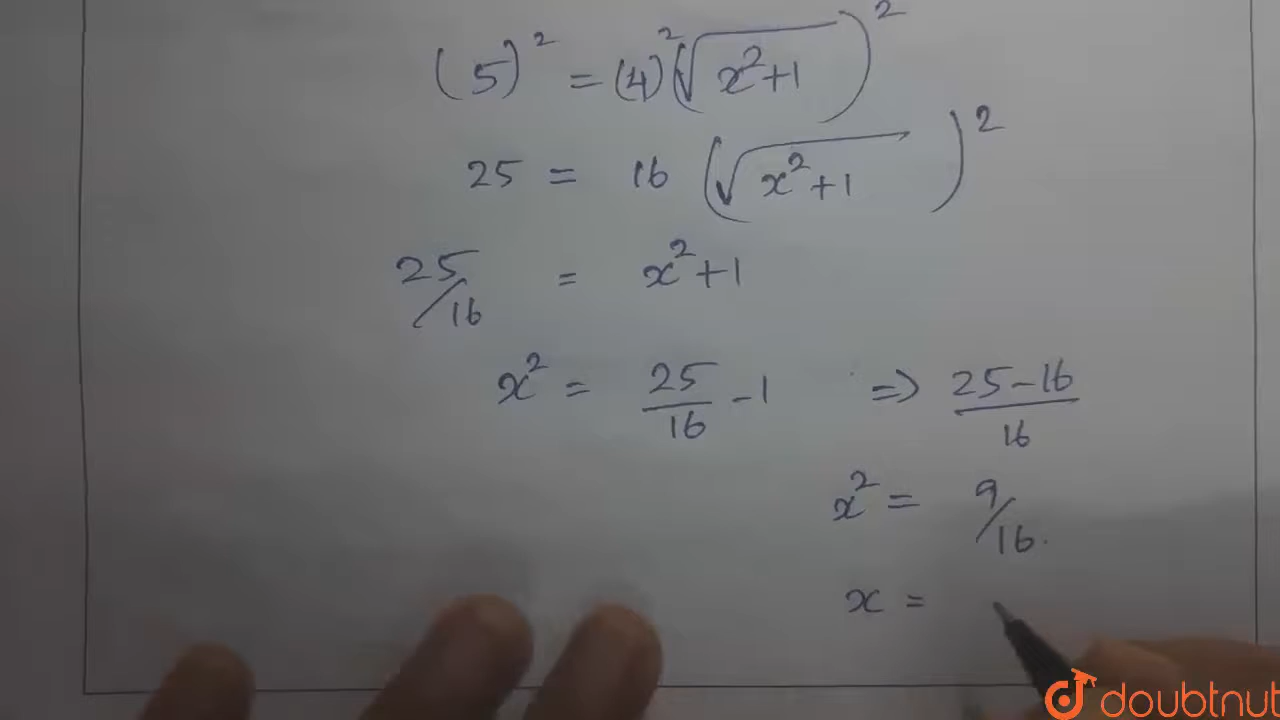 (5)² = (4)²(√x²+1)²
25 = 16 (√x²+1)²
25/16 = x²+1
x² = 25/16 - 1 => 25-16/16
x² = 9/16.
x =
doubtnut